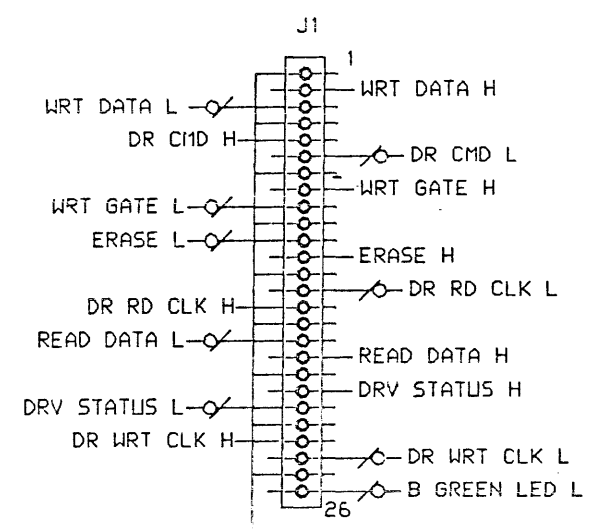 J1
1
WRT DATA H
WRT DATA L
DR CMD H
DR CMD L
WRT GATE H
WRT GATE L
ERASE L
ERASE H
DR RD CLK L
DR RD CLK H
READ DATA L
READ DATA H
DRV STATUS H
DRV STATUS L
DR WRT CLK H
DR WRT CLK L
B GREEN LED L
26